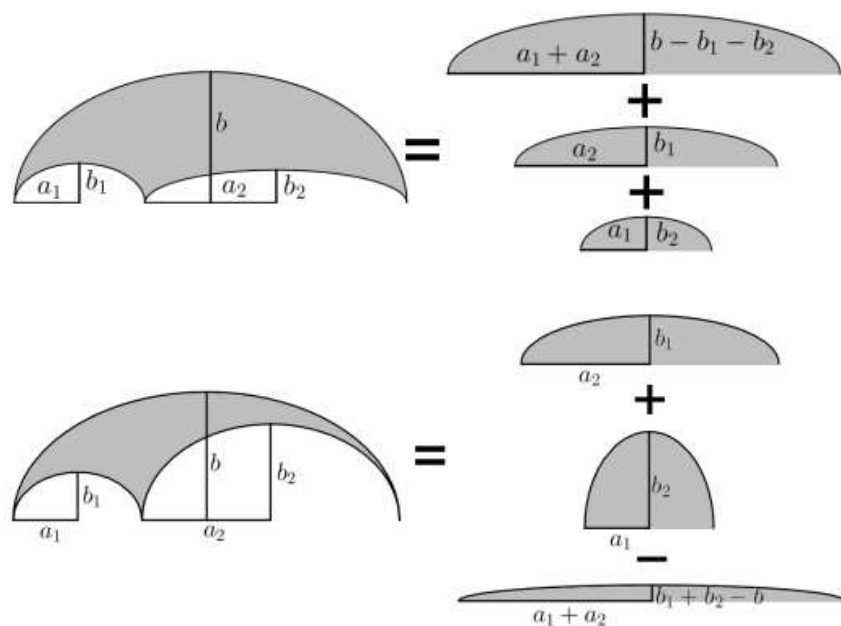 a₁ + a₂ b − b₁ − b₂
+
b
=
a₂ b₁
a₁ b₁ a₂ b₂
+
a₁ b₂
b₁
a₂
+
b b₂
=
b₁ b₂
a₁ a₂
a₁
−
b₁ + b₂ − b
a₁ + a₂